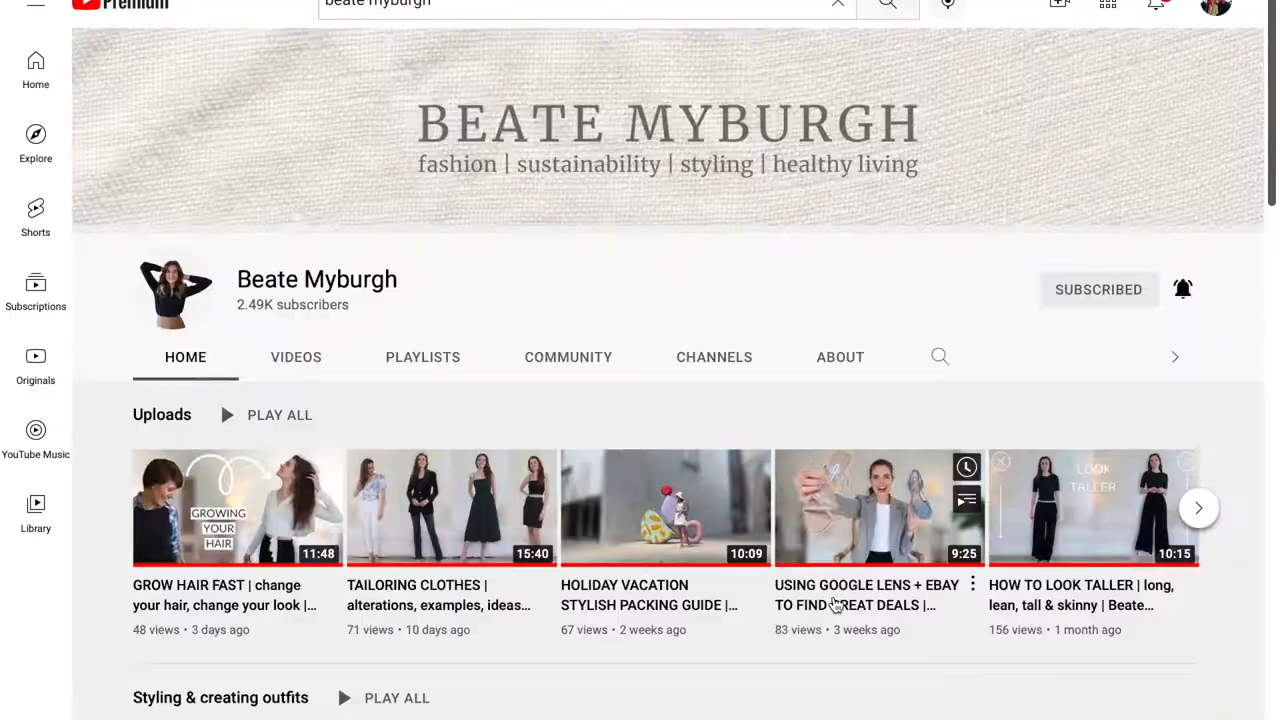 Premium
beate myburgh
Home
Explore
Shorts
Subscriptions
Originals
YouTube Music
Library
BEATE MYBURGH
fashion | sustainability | styling | healthy living
Beate Myburgh
2.49K subscribers
SUBSCRIBED
HOME VIDEOS PLAYLISTS COMMUNITY CHANNELS ABOUT
Uploads PLAY ALL
GROWING
YOUR
HAIR
11:48
15:40
10:09
9:25
LOOK
TALLER
10:15
GROW HAIR FAST | change
your hair, change your look |...
48 views • 3 days ago
TAILORING CLOTHES |
alterations, examples, ideas...
71 views • 10 days ago
HOLIDAY VACATION
STYLISH PACKING GUIDE |...
67 views • 2 weeks ago
USING GOOGLE LENS + EBAY
TO FIND GREAT DEALS |...
83 views • 3 weeks ago
HOW TO LOOK TALLER | long,
lean, tall & skinny | Beate...
156 views • 1 month ago
Styling & creating outfits PLAY ALL